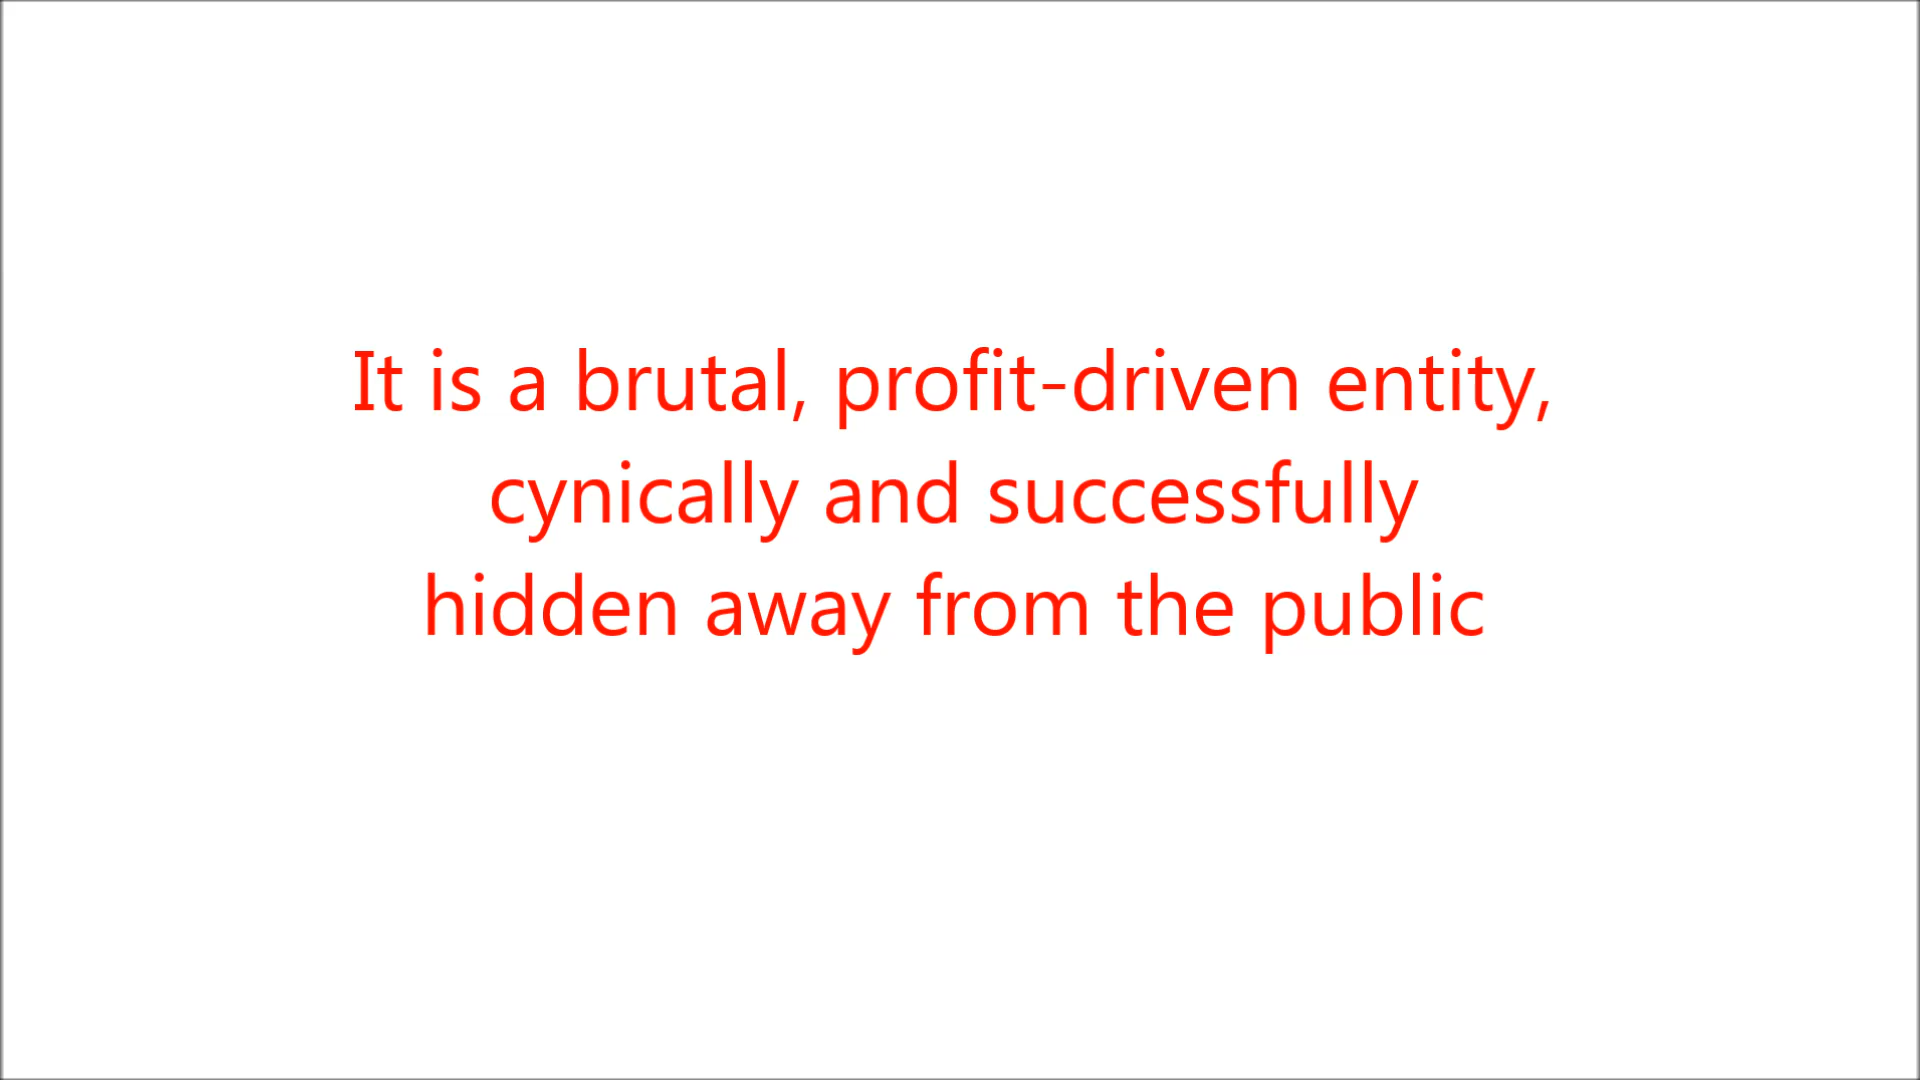 It is a brutal, profit-driven entity,
cynically and successfully
hidden away from the public